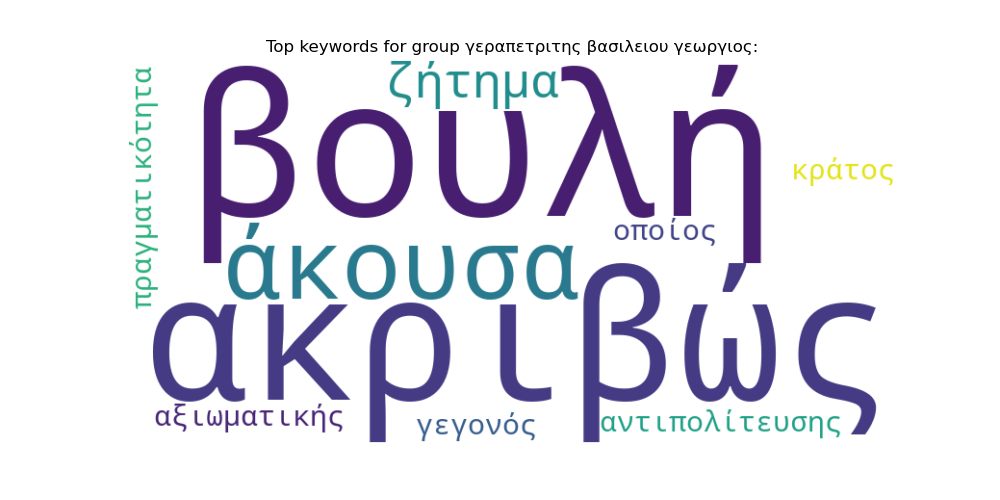 Top keywords for group γεραπετριτης βασιλειου γεωργιος:
ζήτημα
βουλή
πραγματικότητα
κράτος
οποίος
άκουσα
ακριβώς
αξιωματικής
γεγονός
αντιπολίτευσης